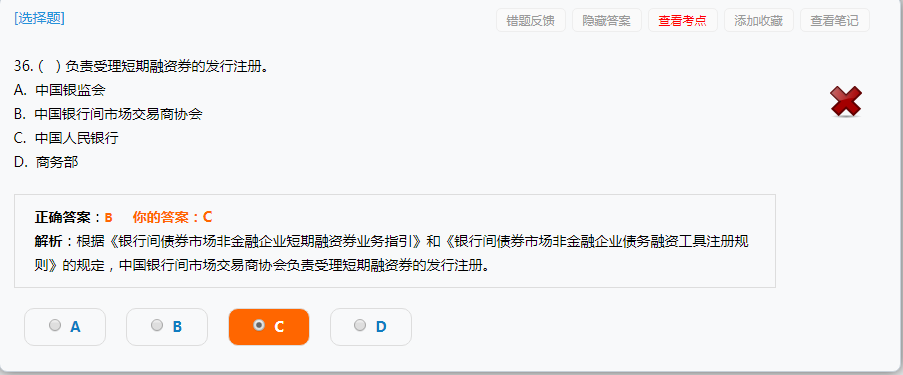 [选择题]
错题反馈 隐藏答案 查看考点 添加收藏 查看笔记
36. ( ) 负责受理短期融资券的发行注册。
A. 中国银监会
B. 中国银行间市场交易商协会
C. 中国人民银行
D. 商务部
正确答案：B 你的答案：C
解析：根据《银行间债券市场非金融企业短期融资券业务指引》和《银行间债券市场非金融企业债务融资工具注册规
则》的规定，中国银行间市场交易商协会负责受理短期融资券的发行注册。
A B C D